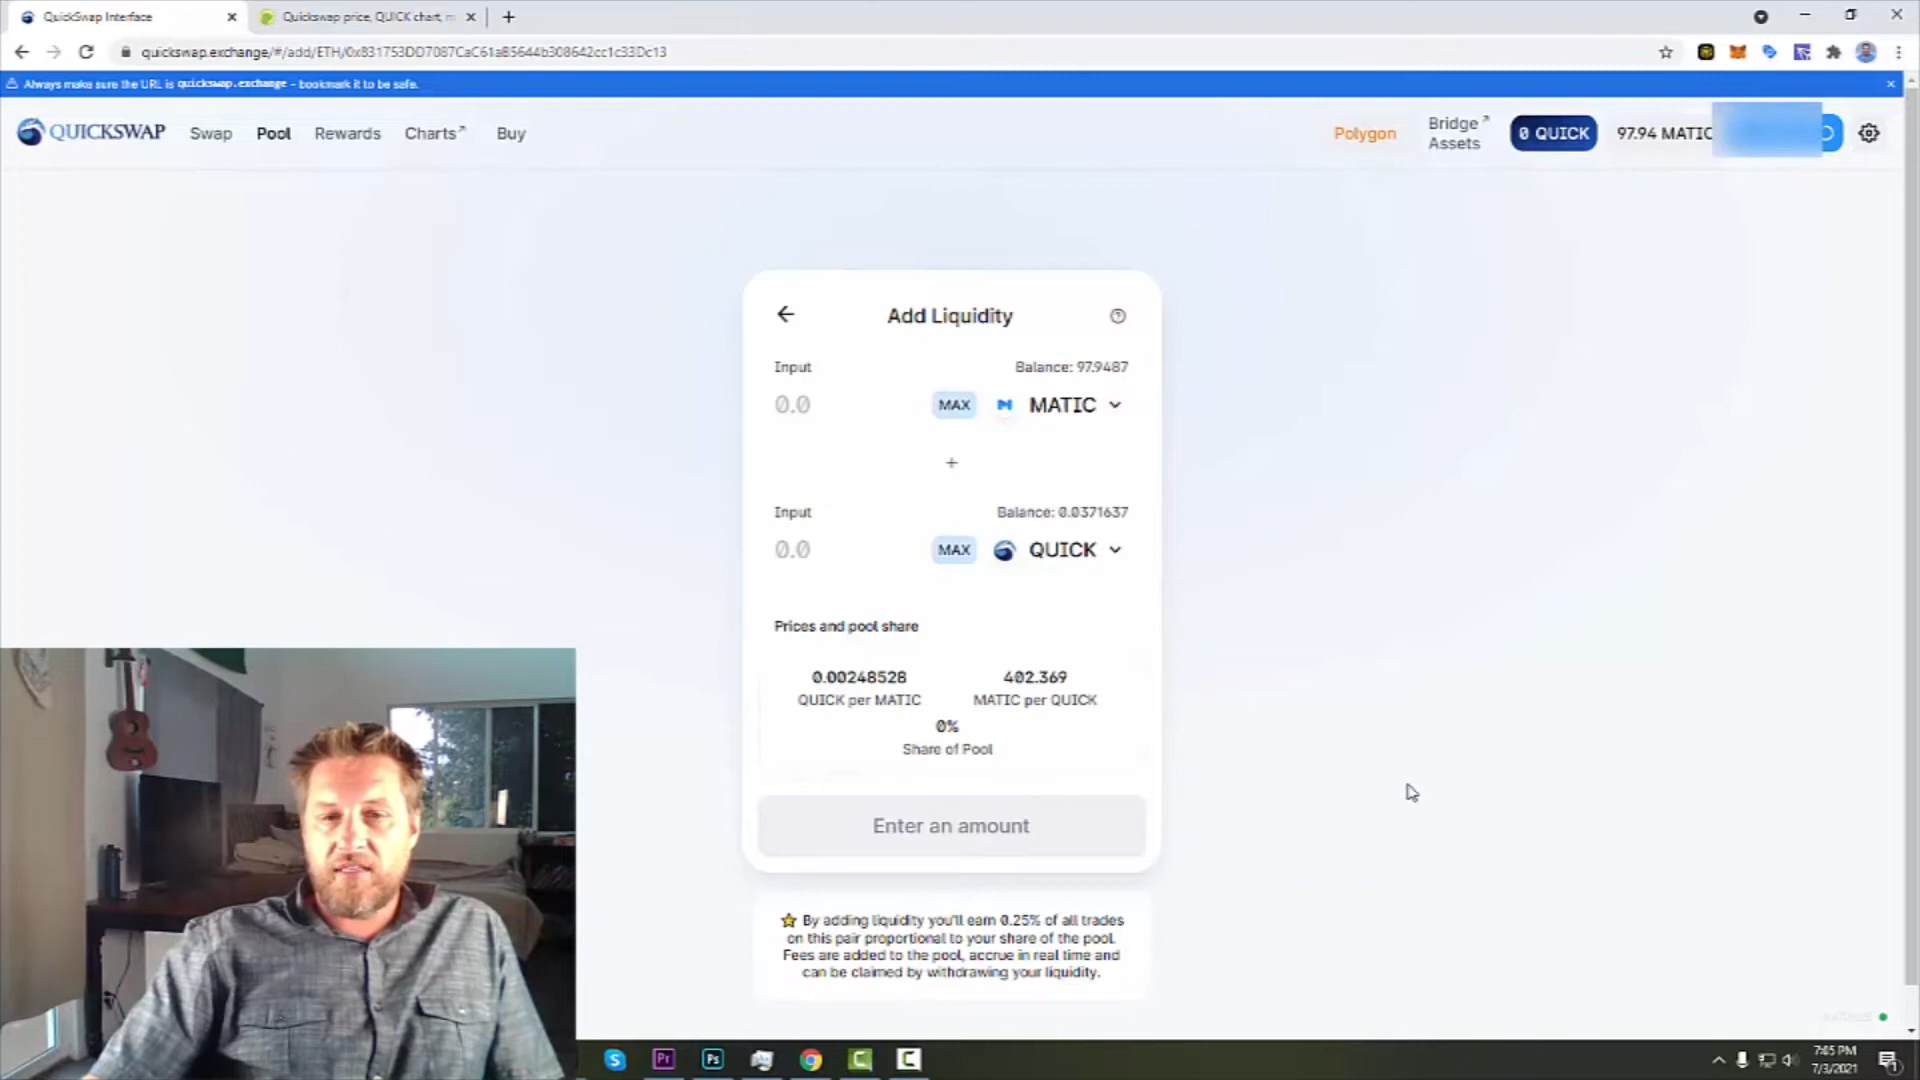 QuickSwap Interface
Quickswap price, QUICK chart, m
quickswap.exchange/#/add/ETH/0x831753DD7087CaC61aB5644b308642cc1c33Dc13
Always make sure the URL is quickswap.exchange - bookmark it to be safe.
QUICKSWAP
Swap
Pool
Rewards
Charts↗
Buy
Polygon
Bridge ↗
Assets
0 QUICK
97.94 MATIC
Add Liquidity
Input
Balance: 97.9487
0.0
MAX
MATIC
+
Input
Balance: 0.0371637
0.0
MAX
QUICK
Prices and pool share
0.00248528
402.369
QUICK per MATIC
MATIC per QUICK
0%
Share of Pool
Enter an amount
By adding liquidity you'll earn 0.25% of all trades
on this pair proportional to your share of the pool.
Fees are added to the pool, accrue in real time and
can be claimed by withdrawing your liquidity.
Pr
Ps
7:05 PM
7/3/2021